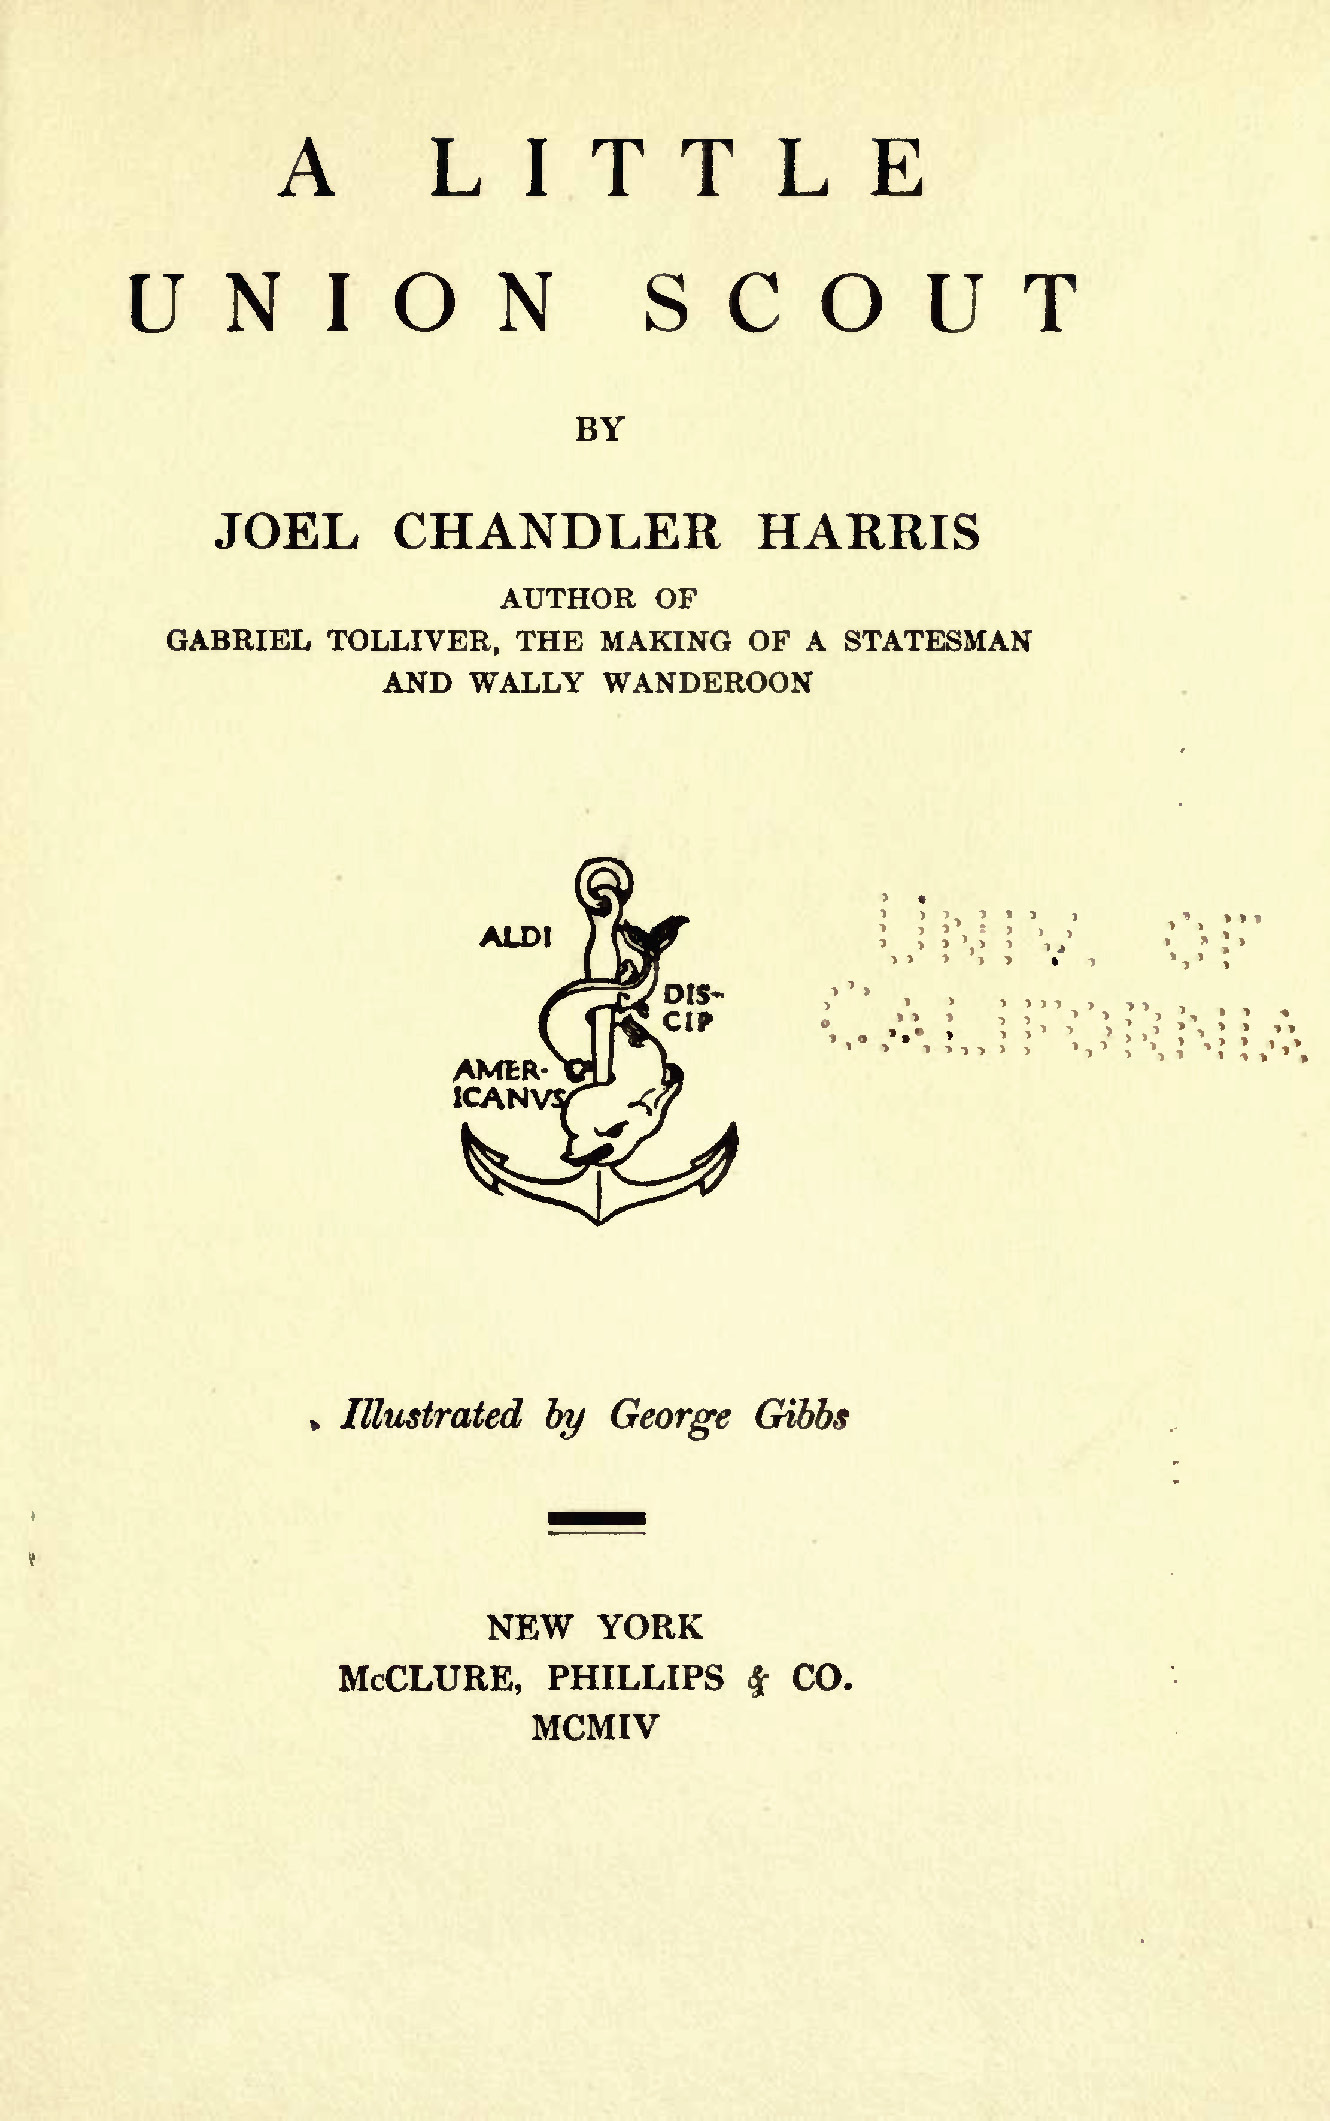 A LITTLE
UNION SCOUT
BY
JOEL CHANDLER HARRIS
AUTHOR OF
GABRIEL TOLLIVER, THE MAKING OF A STATESMAN
AND WALLY WANDEROON
ALDI
DIS-
CIP
AMER-
ICANVS
UNIV. OF
CALIFORNIA
Illustrated by George Gibbs
NEW YORK
McCLURE, PHILLIPS & CO.
MCMIV